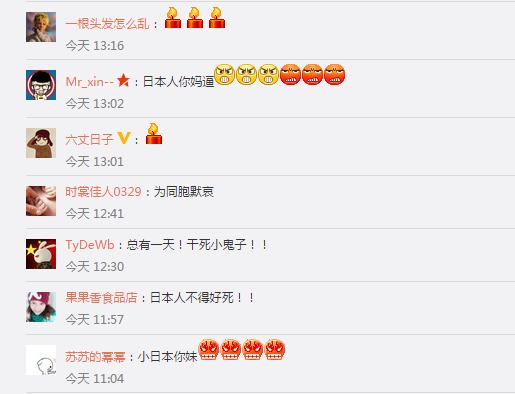 一根头发怎么乱：
今天 13:16
Mr_xin--：日本人你妈逼
今天 13:02
六丈日子：
今天 13:01
时裳佳人0329：为同胞默哀
今天 12:41
TyDeWb：总有一天！干死小鬼子！！
今天 12:30
果果香食品店：日本人不得好死！！
今天 11:57
苏苏的幂幂：小日本你妹
今天 11:04